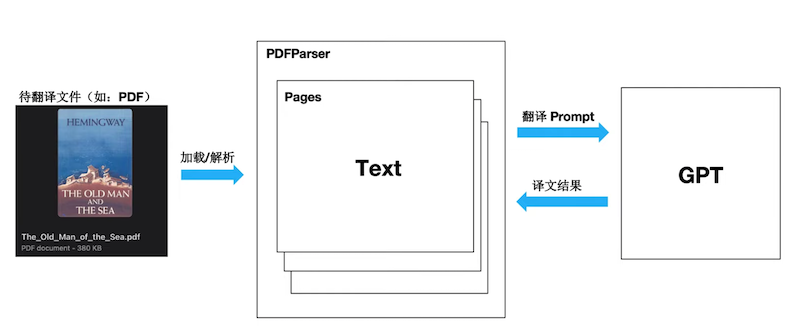 待翻译文件（如：PDF）
HEMINGWAY
THE OLD MAN
AND
THE SEA
The_Old_Man_of_the_Sea.pdf
PDF document - 380 KB
加载/解析
PDFParser
Pages
Text
翻译 Prompt
译文结果
GPT